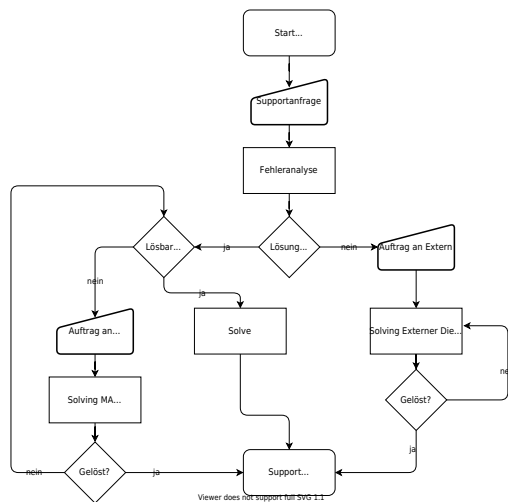 Start...
Supportanfrage
Fehleranalyse
Lösbar...
ja
Lösung...
nein
Auftrag an Extern
nein
ja
Auftrag an...
Solve
Solving Externer Die...
ne
Solving MA...
Gelöst?
ja
nein
Gelöst?
ja
Support...
Viewer does not support full SVG 1.1